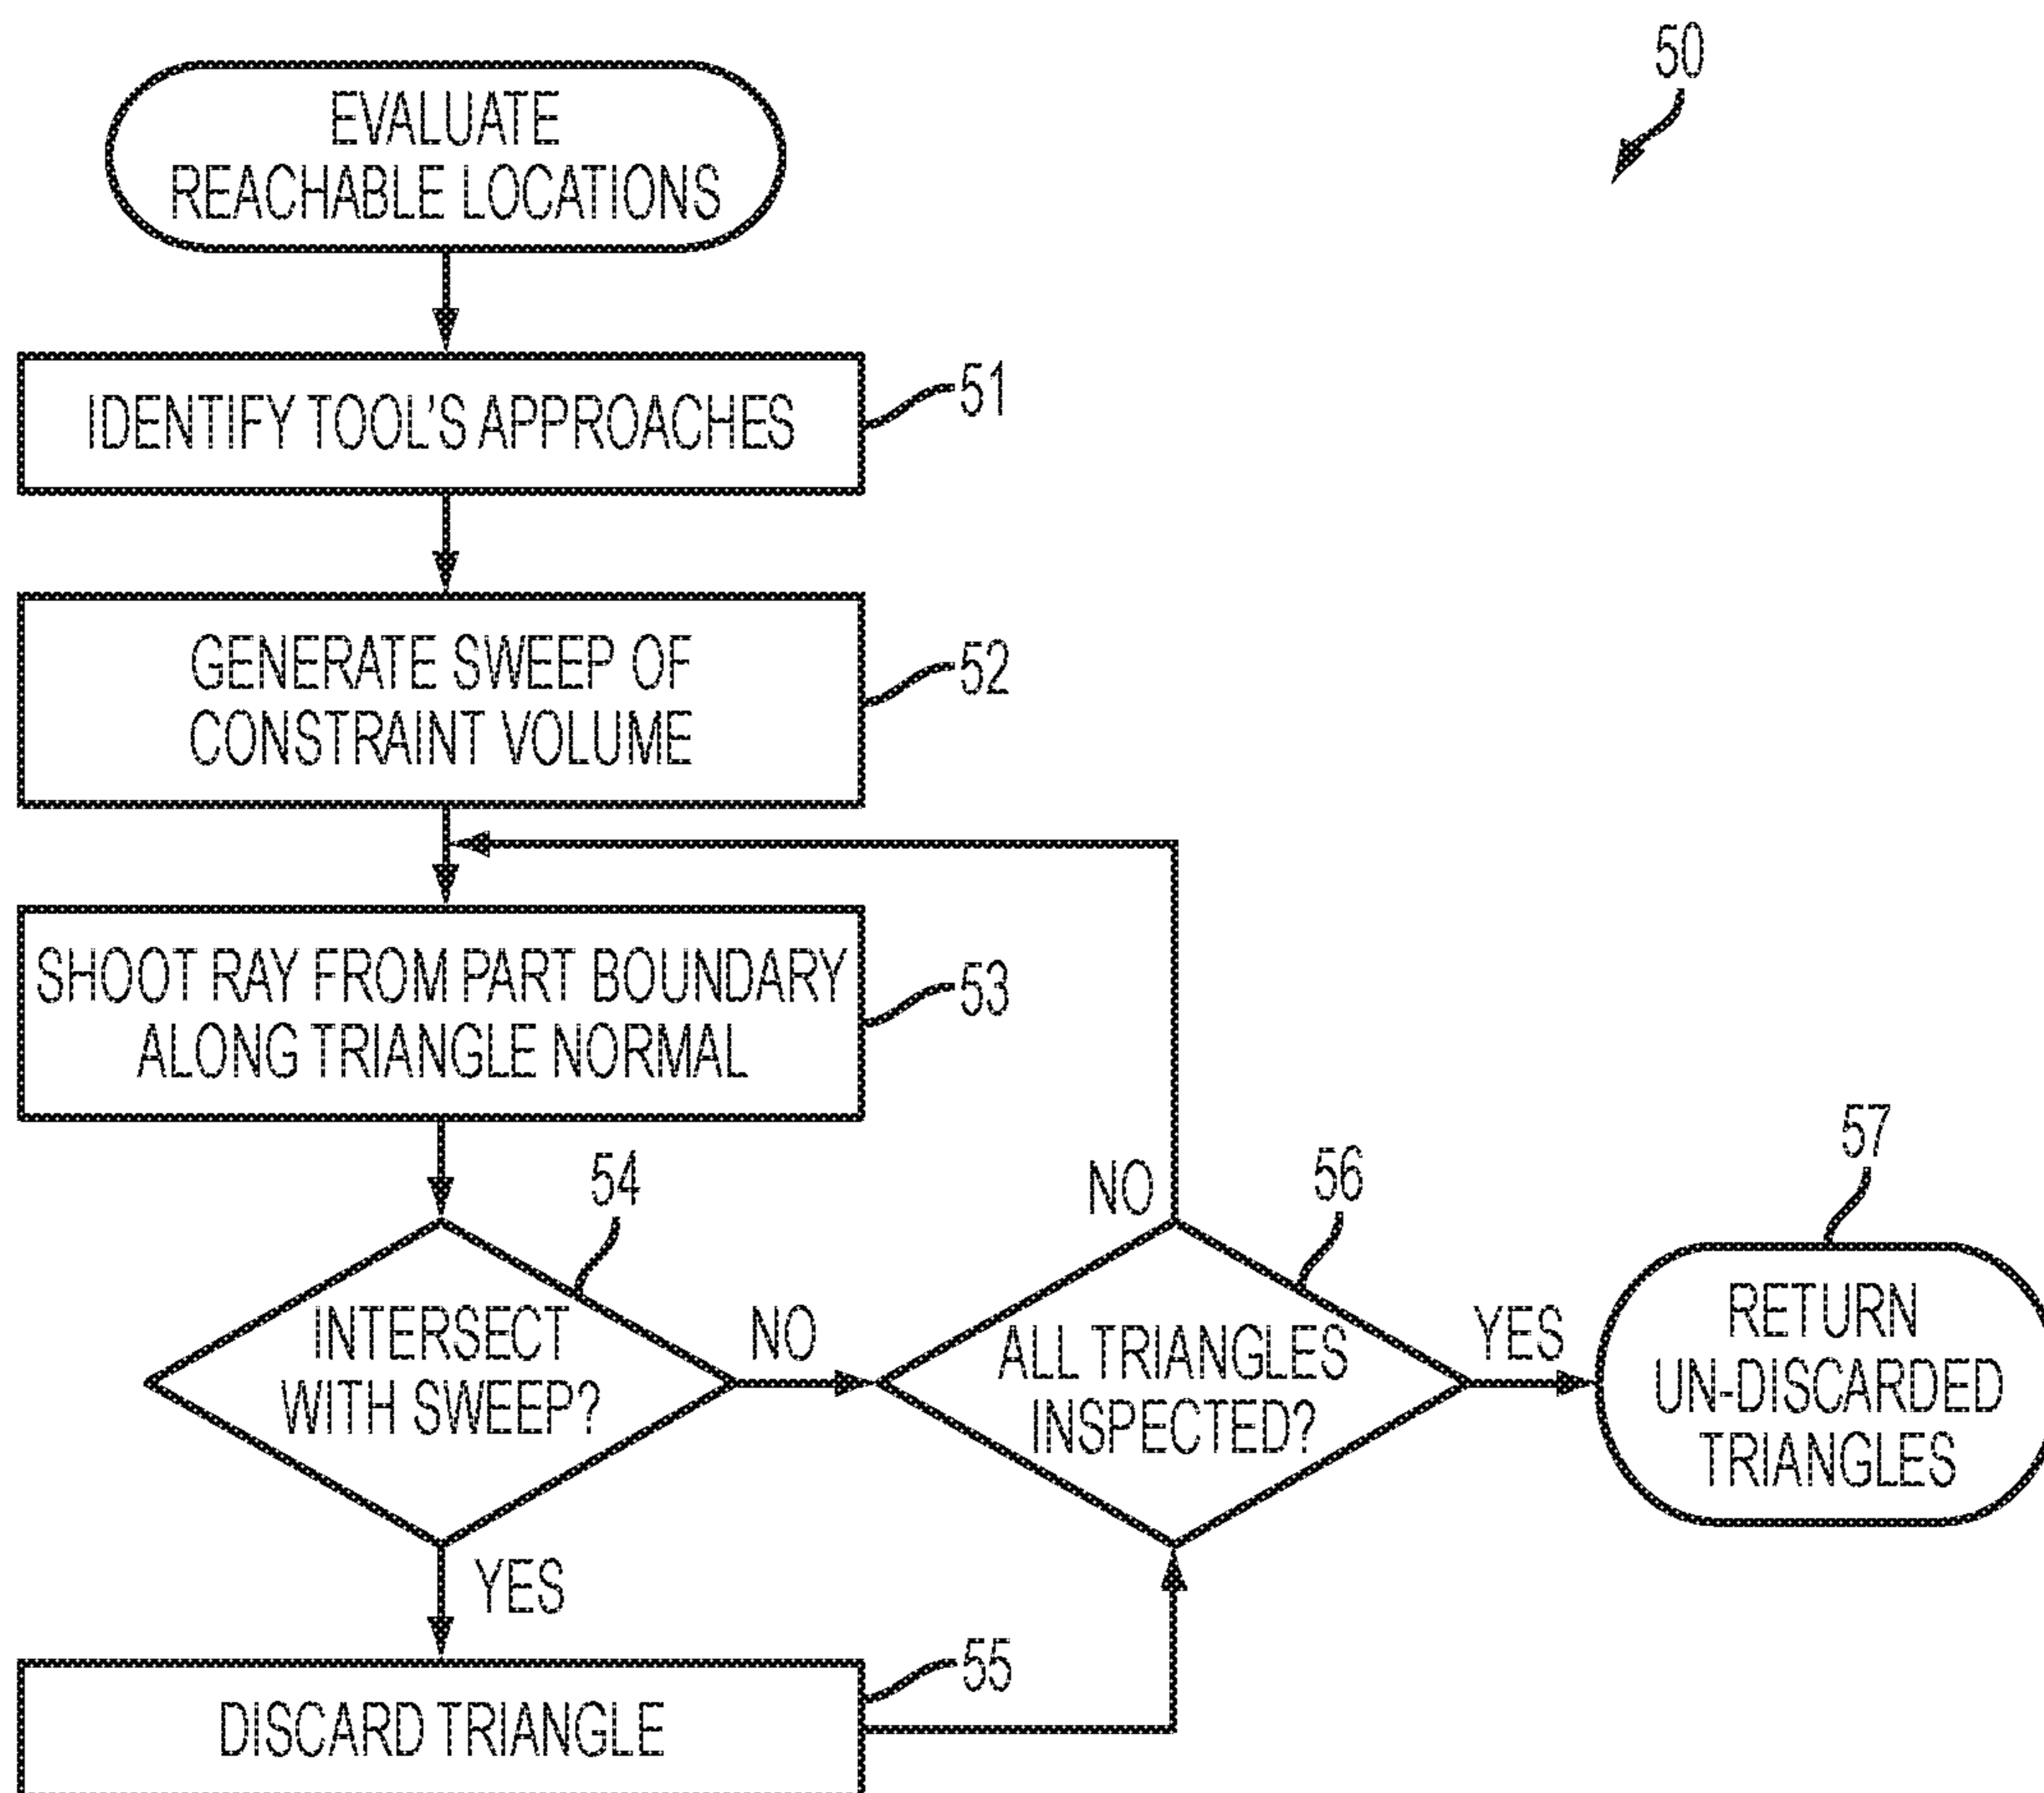 50
EVALUATE
REACHABLE LOCATIONS
IDENTIFY TOOL'S APPROACHES
51
GENERATE SWEEP OF
CONSTRAINT VOLUME
52
SHOOT RAY FROM PART BOUNDARY
ALONG TRIANGLE NORMAL
53
INTERSECT
WITH SWEEP?
54
NO
YES
DISCARD TRIANGLE
55
ALL TRIANGLES
INSPECTED?
56
NO
YES
RETURN
UN-DISCARDED
TRIANGLES
57